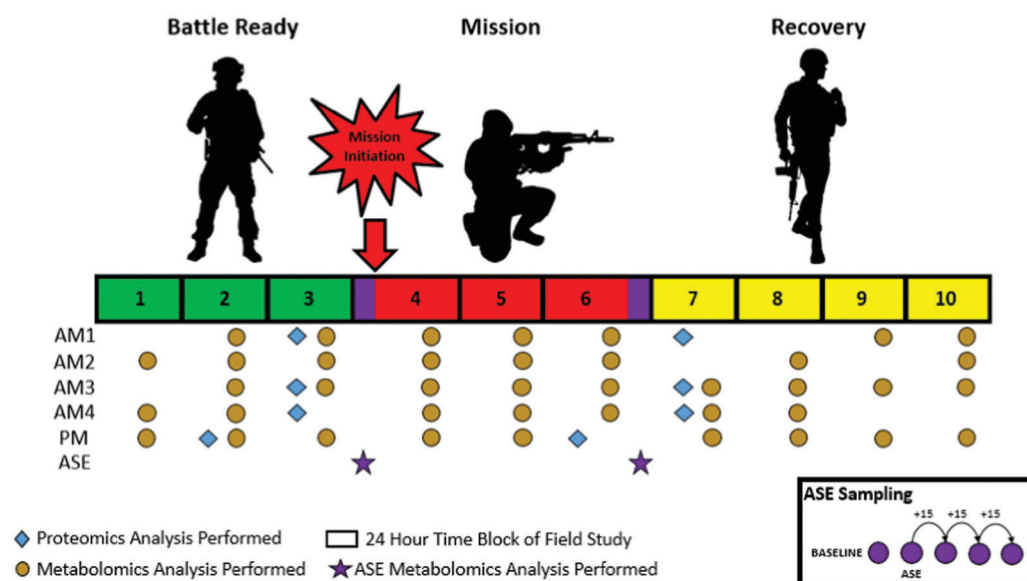 Battle Ready
Mission
Recovery
Mission
Initiation
1 2 3 4 5 6 7 8 9 10
AM1
AM2
AM3
AM4
PM
ASE
ASE Sampling
+15 +15 +15
BASELINE
ASE
Proteomics Analysis Performed
24 Hour Time Block of Field Study
Metabolomics Analysis Performed
ASE Metabolomics Analysis Performed